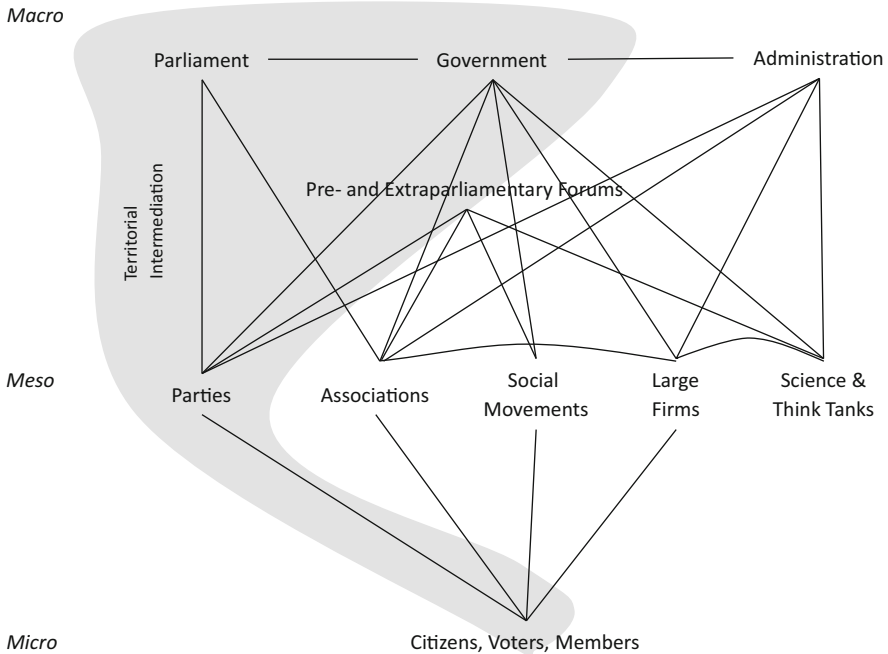 Macro
Parliament
Government
Administration
Pre- and Extraparliamentary Forums
Territorial
Intermediation
Meso
Parties
Associations
Social
Movements
Large
Firms
Science &
Think Tanks
Micro
Citizens, Voters, Members